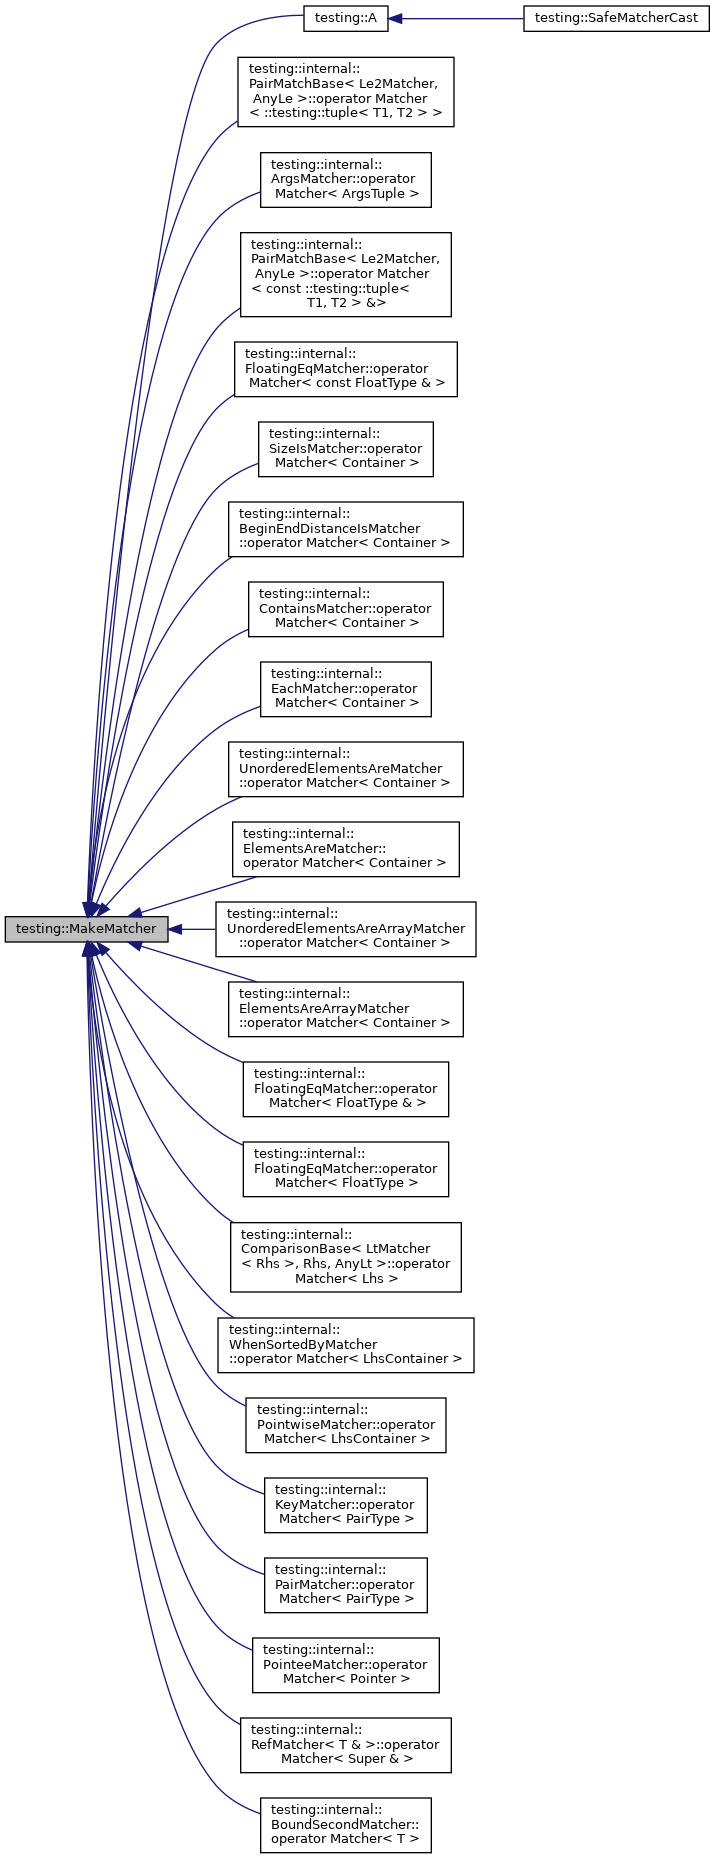 testing::A
testing::SafeMatcherCast
testing::internal::
PairMatchBase< Le2Matcher,
AnyLe >::operator Matcher
< ::testing::tuple< T1, T2 > >
testing::internal::
ArgsMatcher::operator
Matcher< ArgsTuple >
testing::internal::
PairMatchBase< Le2Matcher,
AnyLe >::operator Matcher
< const ::testing::tuple<
T1, T2 > &>
testing::internal::
FloatingEqMatcher::operator
Matcher< const FloatType & >
testing::internal::
SizeIsMatcher::operator
Matcher< Container >
testing::internal::
BeginEndDistanceIsMatcher
::operator Matcher< Container >
testing::internal::
ContainsMatcher::operator
Matcher< Container >
testing::internal::
EachMatcher::operator
Matcher< Container >
testing::internal::
UnorderedElementsAreMatcher
::operator Matcher< Container >
testing::internal::
ElementsAreMatcher::
operator Matcher< Container >
testing::MakeMatcher
testing::internal::
UnorderedElementsAreArrayMatcher
::operator Matcher< Container >
testing::internal::
ElementsAreArrayMatcher
::operator Matcher< Container >
testing::internal::
FloatingEqMatcher::operator
Matcher< FloatType & >
testing::internal::
FloatingEqMatcher::operator
Matcher< FloatType >
testing::internal::
ComparisonBase< LtMatcher
< Rhs >, Rhs, AnyLt >::operator
Matcher< Lhs >
testing::internal::
WhenSortedByMatcher
::operator Matcher< LhsContainer >
testing::internal::
PointwiseMatcher::operator
Matcher< LhsContainer >
testing::internal::
KeyMatcher::operator
Matcher< PairType >
testing::internal::
PairMatcher::operator
Matcher< PairType >
testing::internal::
PointeeMatcher::operator
Matcher< Pointer >
testing::internal::
RefMatcher< T & >::operator
Matcher< Super & >
testing::internal::
BoundSecondMatcher::
operator Matcher< T >